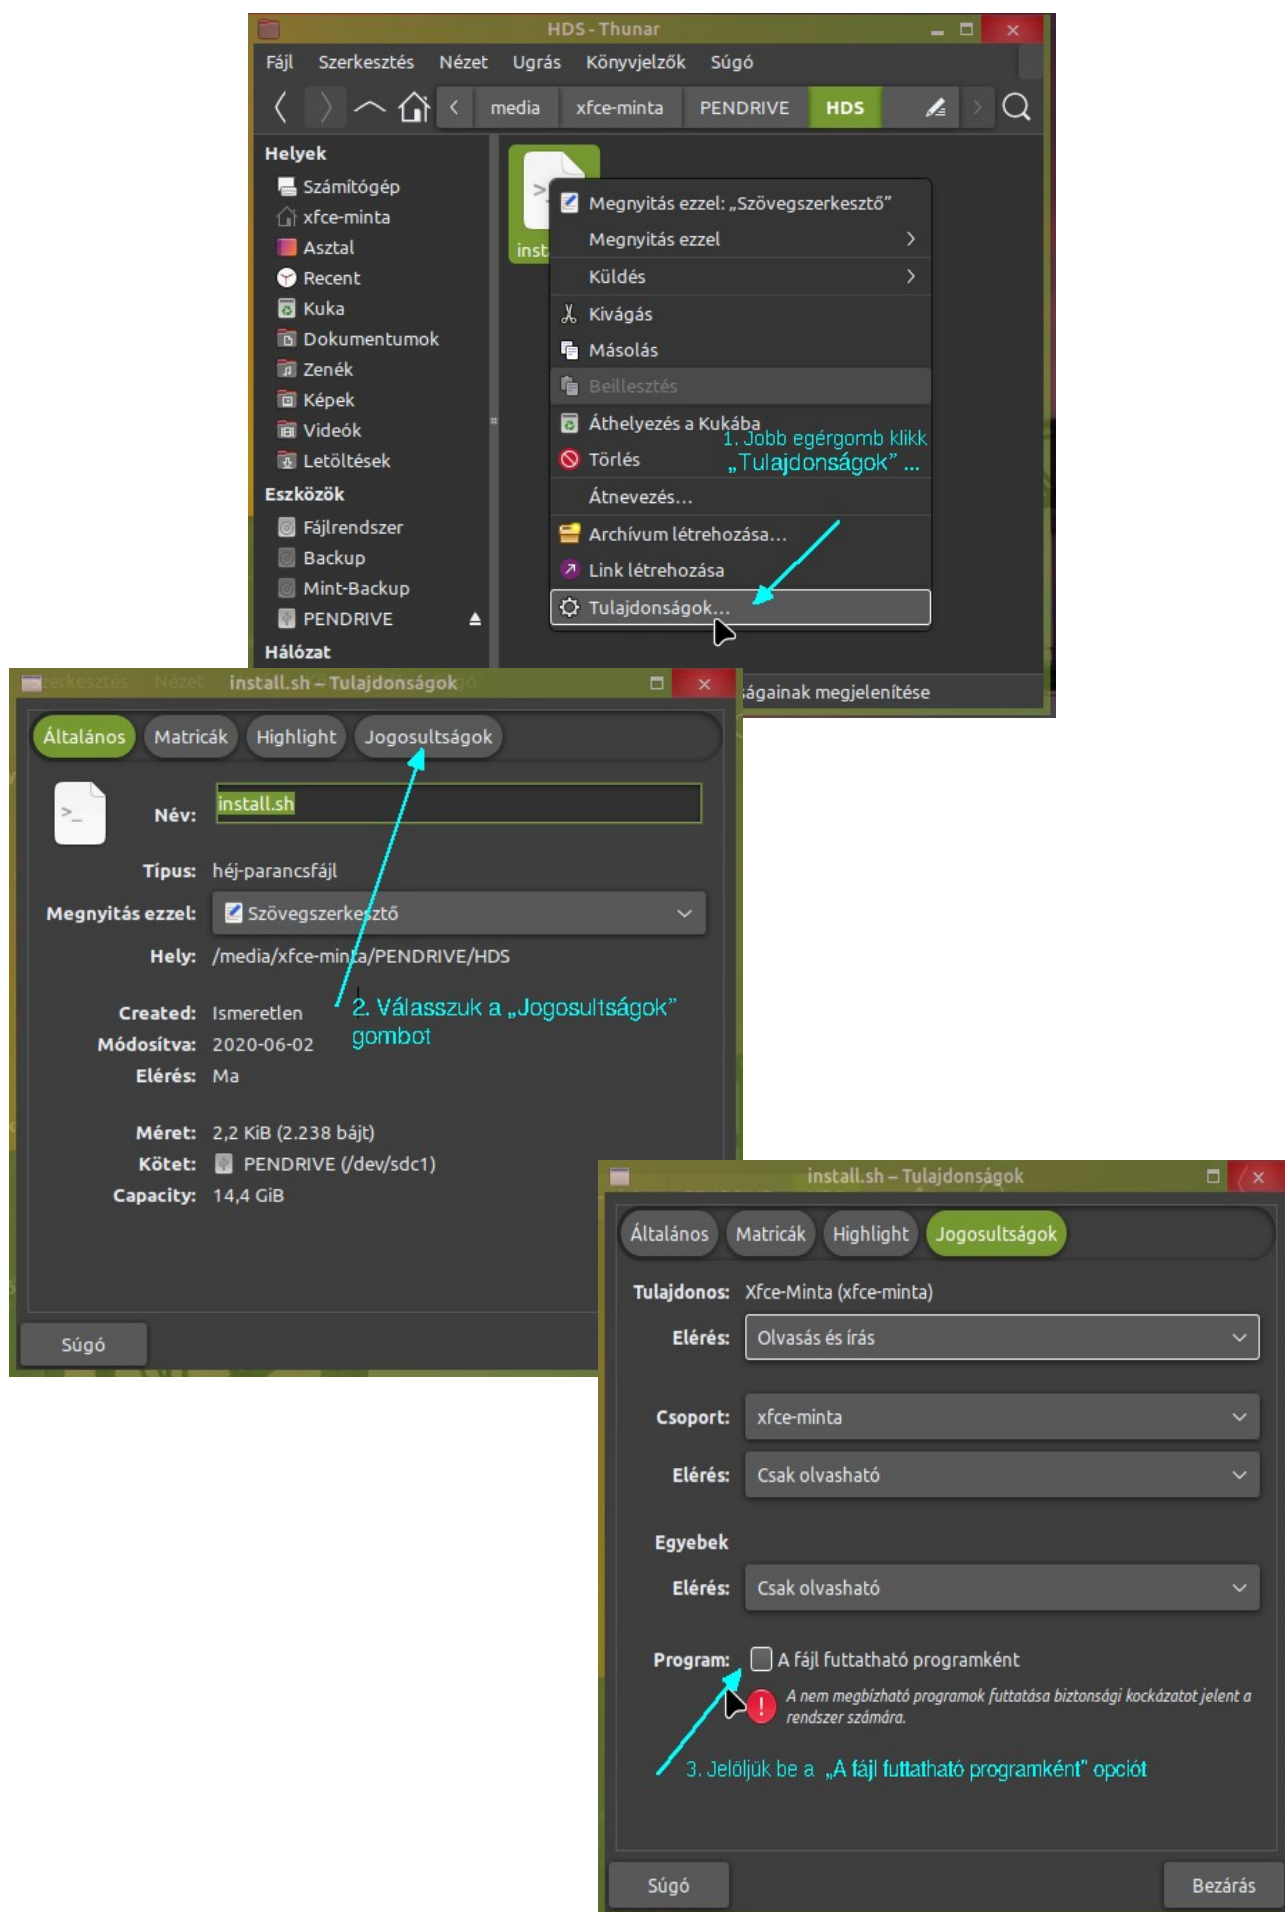 HDS - Thunar
Fájl Szerkesztés Nézet Ugrás Könyvjelzők Súgó
media xfce-minta PENDRIVE HDS
Helyek
Számítógép
xfce-minta
Asztal
Recent
Kuka
Dokumentumok
Zenék
Képek
Videók
Letöltések
Eszközök
Fájlrendszer
Backup
Mint-Backup
PENDRIVE
Hálózat
Megnyitás ezzel: „Szövegszerkesztő”
Megnyitás ezzel
Küldés
Kivágás
Másolás
Beillesztés
Áthelyezés a Kukába
Törlés
Átnevezés...
Archívum létrehozása...
Link létrehozása
Tulajdonságok...
1. Jobb egérgomb klikk
„Tulajdonságok” ...
ságainak megjelenítése
install.sh – Tulajdonságok
Általános Matricák Highlight Jogosultságok
Név: install.sh
Típus: héj-parancsfájl
Megnyitás ezzel: Szövegszerkesztő
Hely: /media/xfce-minta/PENDRIVE/HDS
Created: Ismeretlen
Módosítva: 2020-06-02
Elérés: Ma
Méret: 2,2 KiB (2.238 bájt)
Kötet: PENDRIVE (/dev/sdc1)
Capacity: 14,4 GiB
2. Válasszuk a „Jogosultságok”
gombot
Súgó
install.sh – Tulajdonságok
Általános Matricák Highlight Jogosultságok
Tulajdonos: Xfce-Minta (xfce-minta)
Elérés: Olvasás és írás
Csoport: xfce-minta
Elérés: Csak olvasható
Egyebek
Elérés: Csak olvasható
Program: A fájl futtatható programként
A nem megbízható programok futtatása biztonsági kockázatot jelent a
rendszer számára.
3. Jelöljük be a „A fájl futtatható programként” opciót
Súgó Bezárás